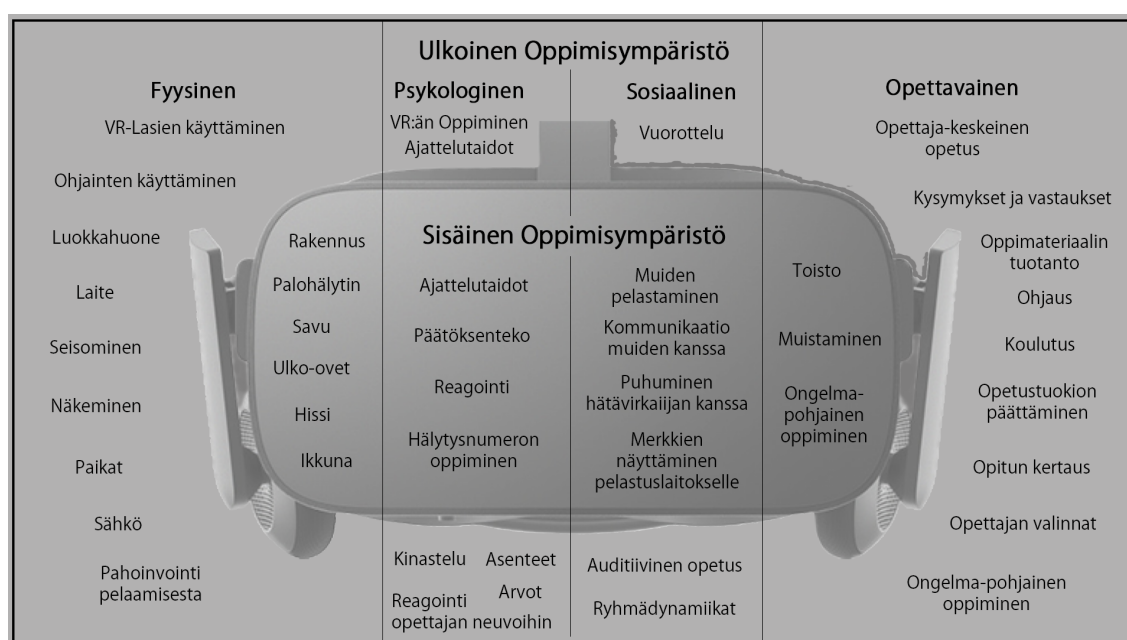 Ulkoinen Oppimisympäristö
Fyysinen
VR-Lasien käyttäminen
Ohjainten käyttäminen
Luokkahuone
Laite
Seisominen
Näkeminen
Paikat
Sähkö
Pahoinvointi
pelaamisesta
Psykologinen
VR:än Oppiminen
Ajattelutaidot
Sosiaalinen
Vuorottelu
Opettavainen
Opettaja-keskeinen
opetus
Kysymykset ja vastaukset
Oppimateriaalin
tuotanto
Ohjaus
Koulutus
Opetustuokion
päättäminen
Opitun kertaus
Opettajan valinnat
Ongelma-pohjainen
oppiminen
Sisäinen Oppimisympäristö
Rakennus
Palohälytin
Savu
Ulko-ovet
Hissi
Ikkuna
Ajattelutaidot
Päätöksenteko
Reagointi
Hälytysnumeron
oppiminen
Muiden
pelastaminen
Kommunikaatio
muiden kanssa
Puhuminen
hätävirkaiijan kanssa
Merkkien
näyttäminen
pelastuslaitokselle
Toisto
Muistaminen
Ongelma-
pohjainen
oppiminen
Kinastelu
Asenteet
Arvot
Reagointi
opettajan neuvoihin
Auditiivinen opetus
Ryhmädynamiikat